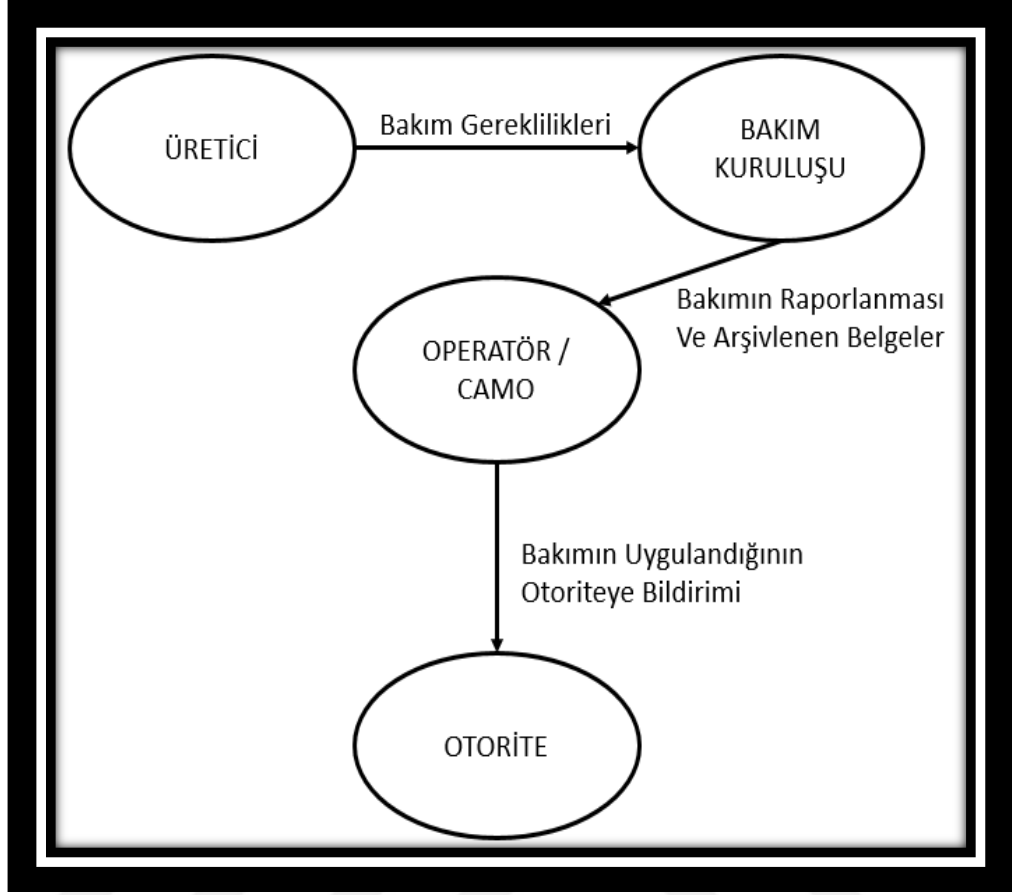 ÜRETİCİ
Bakım Gereklilikleri
BAKIM
KURULUŞU
Bakımın Raporlanması
Ve Arşivlenen Belgeler
OPERATÖR /
CAMO
Bakımın Uygulandığının
Otoriteye Bildirimi
OTORİTE